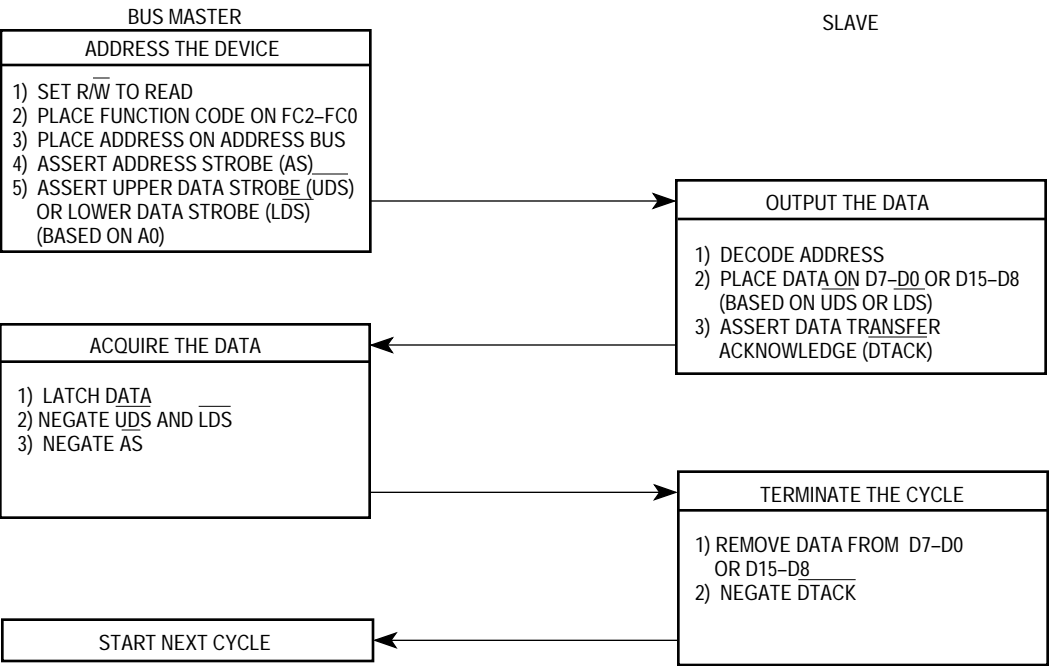 BUS MASTER
SLAVE
ADDRESS THE DEVICE
1) SET R/W̅ TO READ
2) PLACE FUNCTION CODE ON FC2–FC0
3) PLACE ADDRESS ON ADDRESS BUS
4) ASSERT ADDRESS STROBE (AS)
5) ASSERT UPPER DATA STROBE (UDS)
OR LOWER DATA STROBE (LDS)
(BASED ON A0)
OUTPUT THE DATA
1) DECODE ADDRESS
2) PLACE DATA ON D7–D0 OR D15–D8
(BASED ON UDS OR LDS)
3) ASSERT DATA TRANSFER
ACKNOWLEDGE (DTACK)
ACQUIRE THE DATA
1) LATCH DATA
2) NEGATE UDS AND LDS
3) NEGATE AS
TERMINATE THE CYCLE
1) REMOVE DATA FROM D7–D0
OR D15–D8
2) NEGATE DTACK
START NEXT CYCLE